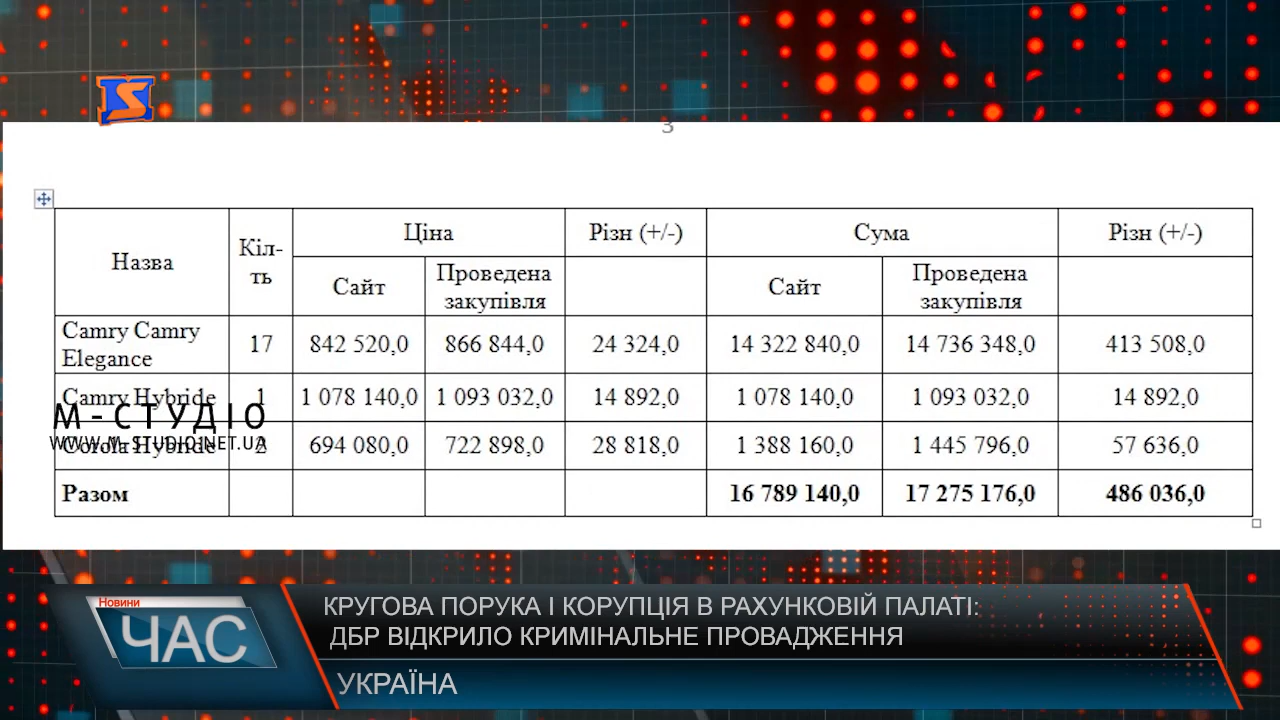 3
Ціна Різн (+/-) Сума Різн (+/-)
Назва Кіл-
ть
Сайт Проведена
закупівля Сайт Проведена
закупівля
Camry Camry
Elegance 17 842 520,0 866 844,0 24 324,0 14 322 840,0 14 736 348,0 413 508,0
Camry Hybride 1 1 078 140,0 1 093 032,0 14 892,0 1 078 140,0 1 093 032,0 14 892,0
М-СТУДІО
WWW.M-STUDIO.NET.UA
Corola Hybride 2 694 080,0 722 898,0 28 818,0 1 388 160,0 1 445 796,0 57 636,0
Разом 16 789 140,0 17 275 176,0 486 036,0
Новини
ЧАС
КРУГОВА ПОРУКА І КОРУПЦІЯ В РАХУНКОВІЙ ПАЛАТІ:
ДБР ВІДКРИЛО КРИМІНАЛЬНЕ ПРОВАДЖЕННЯ
УКРАЇНА